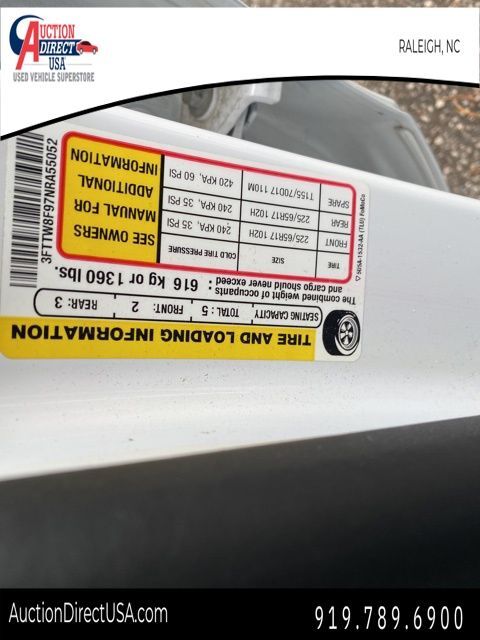 AUCTION
DIRECT
USA
USED VEHICLE SUPERSTORE
RALEIGH, NC
TIRE AND LOADING INFORMATION
SEATING CAPACITY TOTAL : 5 FRONT: 2 REAR: 3
The combined weight of occupants
and cargo should never exceed : 616 kg or 1360 lbs.
TIRE SIZE COLD TIRE PRESSURE
FRONT 225/65R17 102H 240 KPA, 35 PSI
REAR 225/65R17 102H 240 KPA, 35 PSI
SPARE T155/70D17 110M 420 KPA, 60 PSI
SEE OWNERS
MANUAL FOR
ADDITIONAL
INFORMATION
3FTTW8F97NRA55052
AuctionDirectUSA.com
919.789.6900